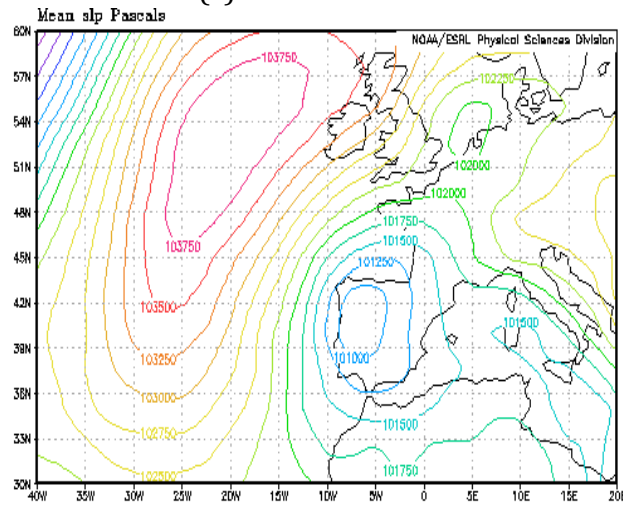 Mean slp Pascals
NOAA/ESRL Physical Sciences Division
60N
57N
54N
51N
48N
45N
42N
39N
36N
33N
30N
103750
102250
102000
102000
103750
101750
101500
101250
103500
101500
103250
101000
103000
101500
102750
101750
102500
40W 35W 30W 25W 20W 15W 10W 5W 0 5E 10E 15E 20E